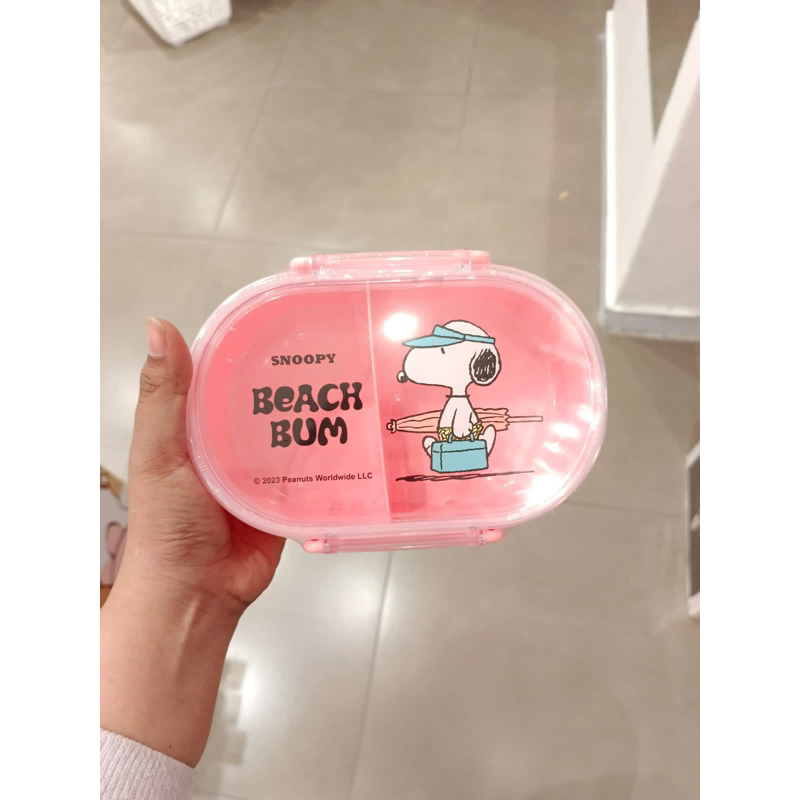 SNOOPY
BeACH
BUM
© 2023 Peanuts Worldwide LLC